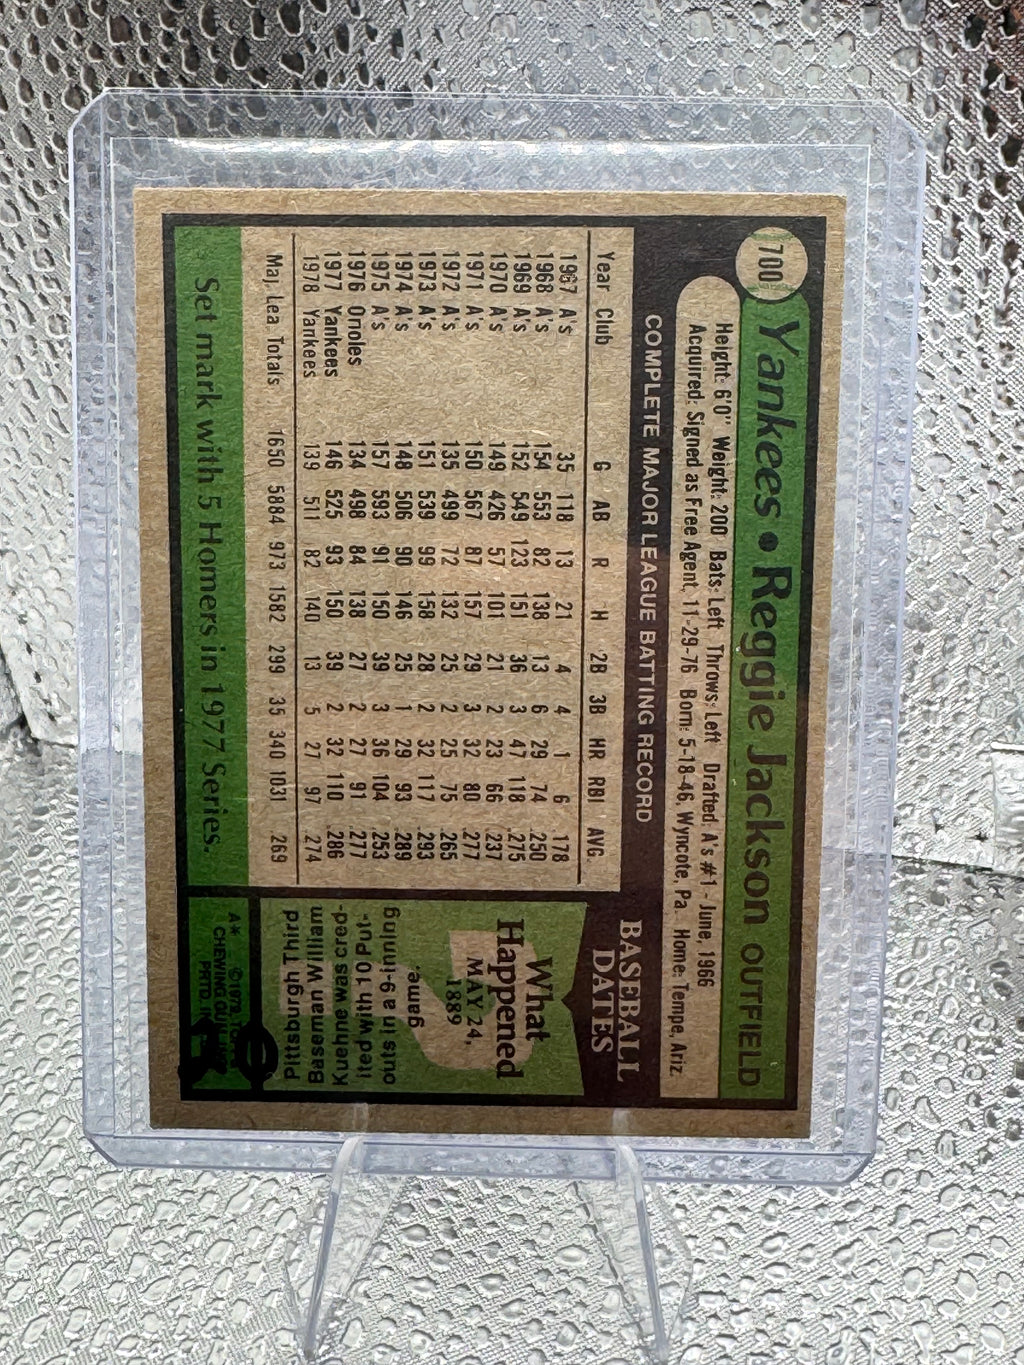 700
Yankees • Reggie Jackson OUTFIELD
Height: 6'0" Weight: 200 Bats: Left Throws: Left Drafted A's #1 - June, 1966
Acquired: Signed as Free Agent, 11-29-76 Born: 5-18-46, Wyncote, Pa. Home: Tempe, Ariz.
COMPLETE MAJOR LEAGUE BATTING RECORD
Year Club G AB R H 2B 3B HR RBI AVG
1967 A's 35 118 13 21 4 4 1 6 .178
1968 A's 154 553 82 138 13 6 29 74 .250
1969 A's 152 549 123 151 36 3 47 118 .275
1970 A's 149 426 57 101 21 2 23 66 .237
1971 A's 150 567 87 157 29 3 32 80 .277
1972 A's 135 499 72 132 25 2 25 75 .265
1973 A's 151 539 99 158 28 2 32 117 .293
1974 A's 148 506 90 146 25 1 29 93 .289
1975 A's 157 593 91 150 39 3 36 104 .253
1976 Orioles 134 498 84 138 27 2 27 91 .277
1977 Yankees 146 525 93 150 39 2 32 110 .286
1978 Yankees 139 511 82 140 13 5 27 97 .274
Maj. Lea. Totals 1650 5884 973 1582 299 35 340 1031 .269
Set mark with 5 Homers in 1977 Series.
BASEBALL
DATES
What
Happened
MAY 24,
1889
Pittsburgh Third
Baseman William
Kuehne was cred-
ited with 10 Put-
outs in a 9-inning
game.
A* ©1979
CHEWING GUM
PRTD.